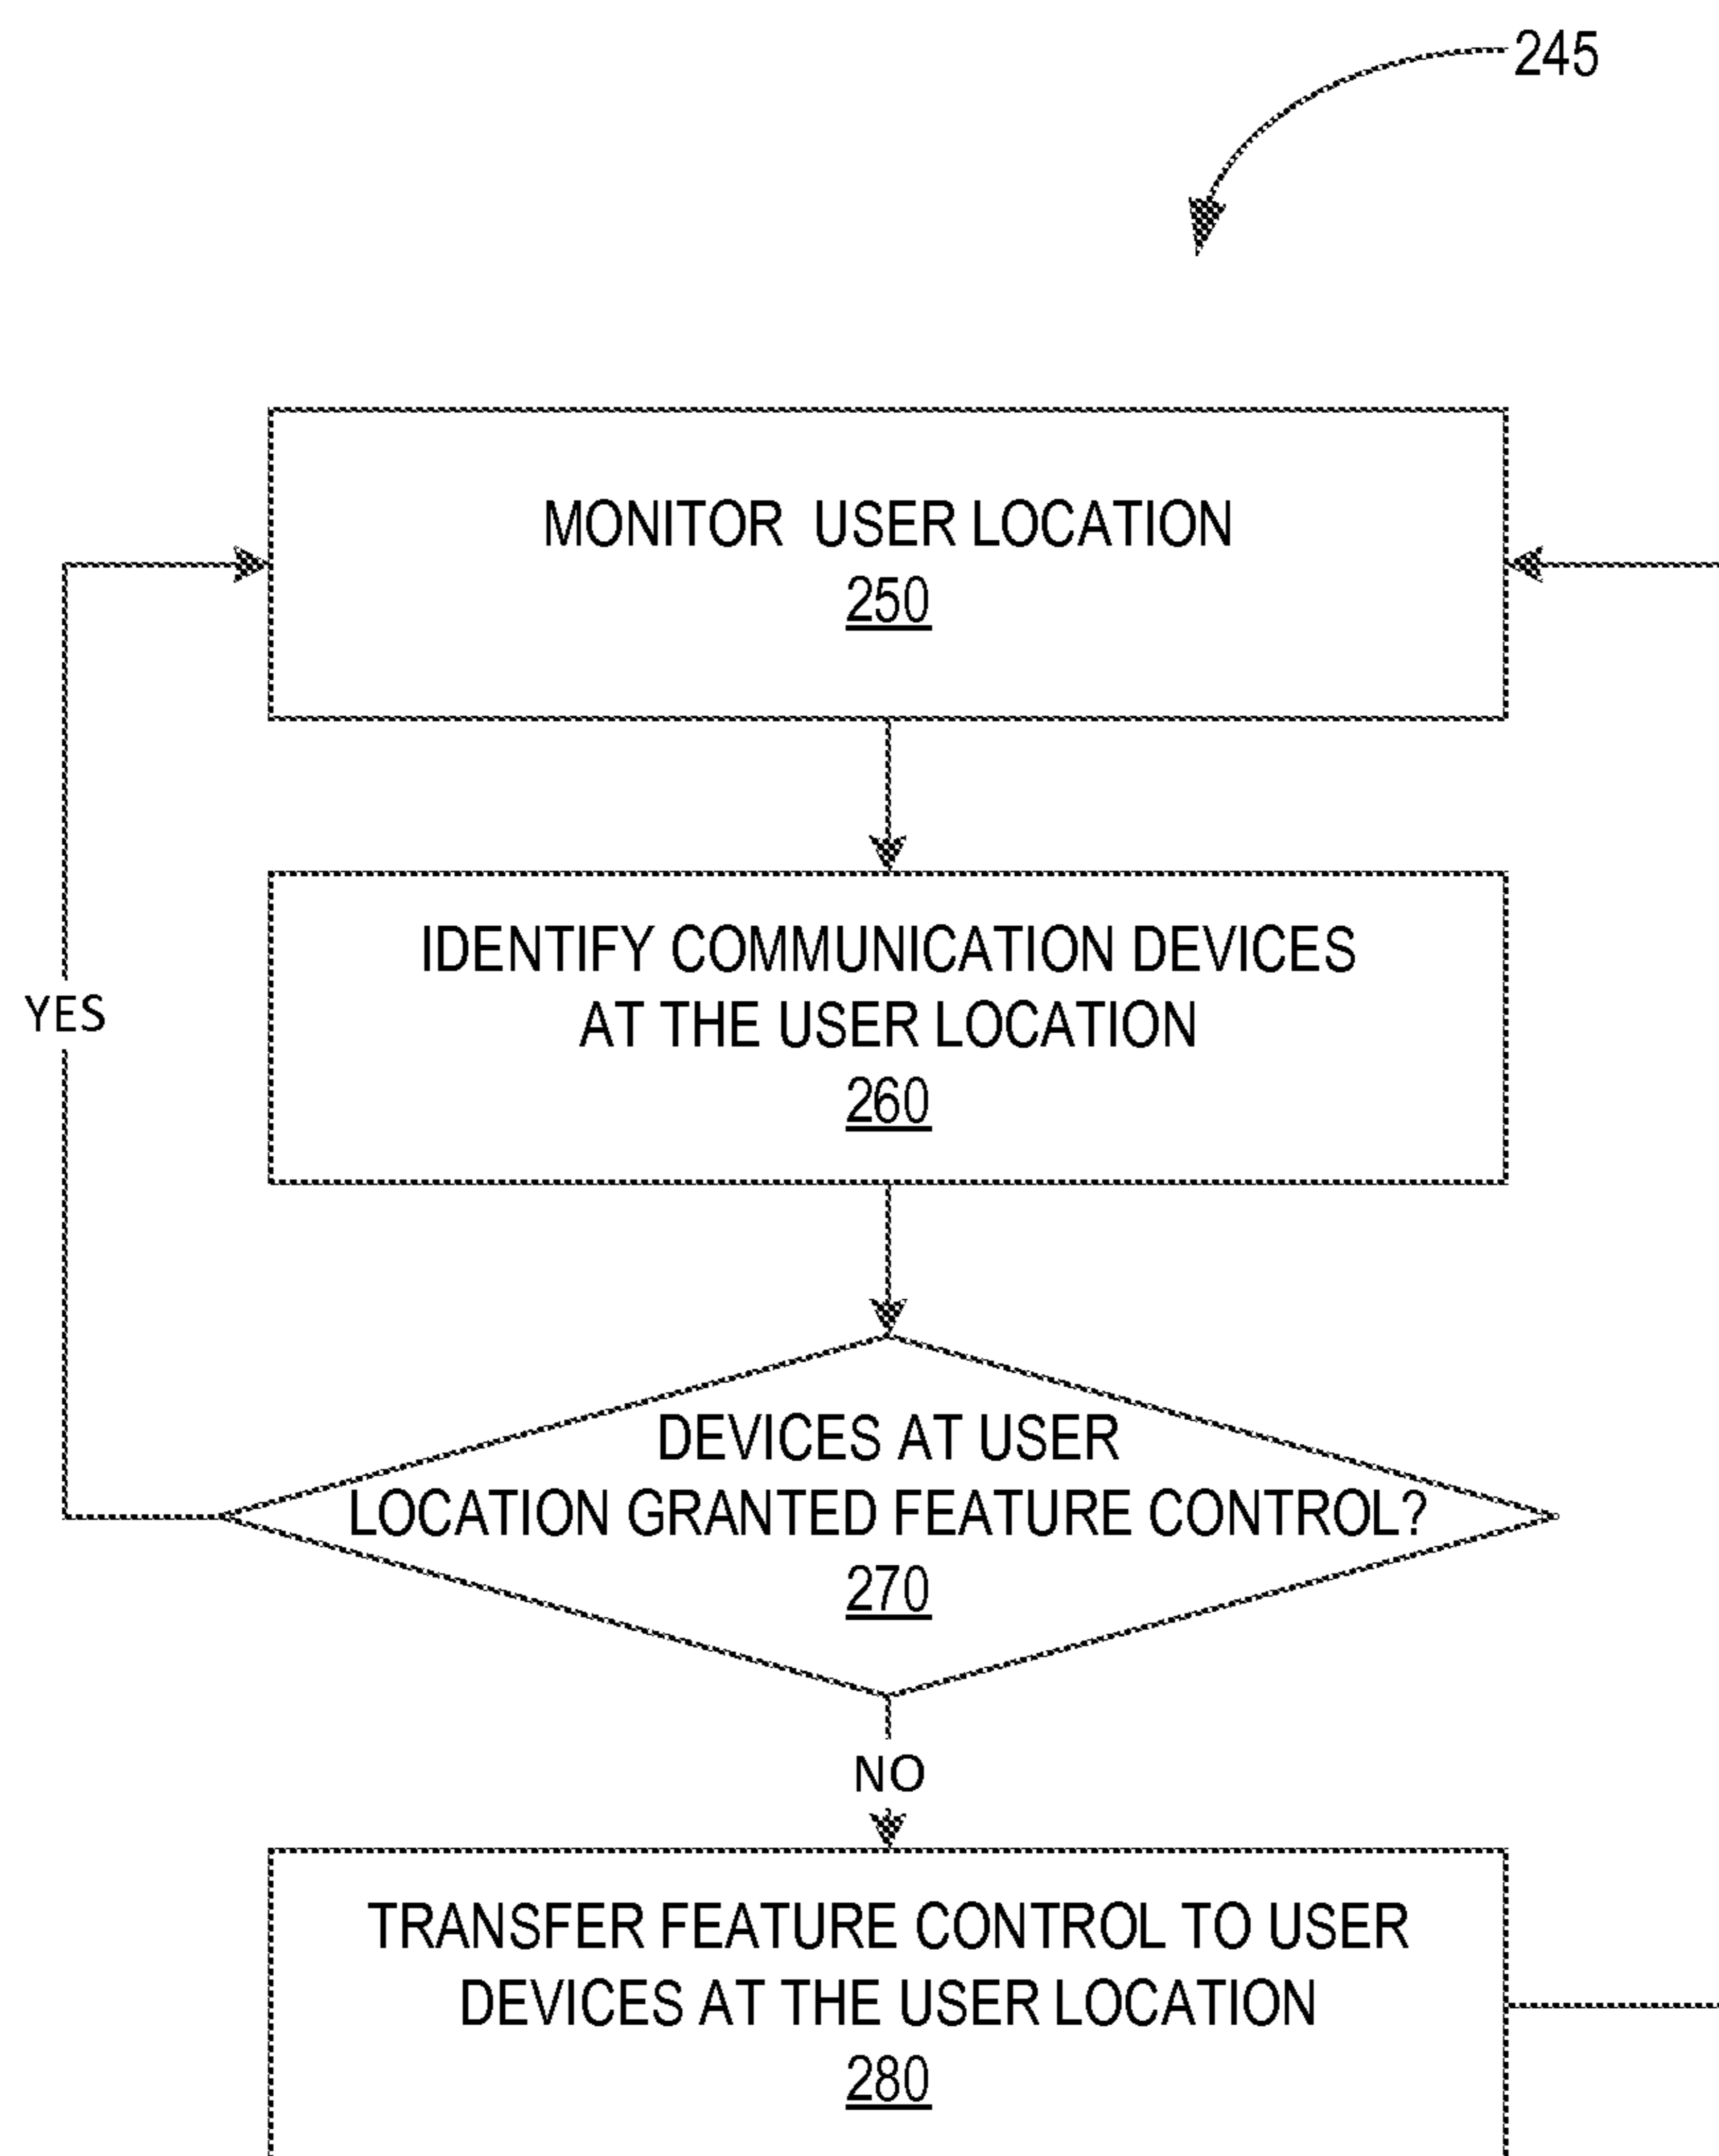 245
MONITOR USER LOCATION
250
IDENTIFY COMMUNICATION DEVICES
AT THE USER LOCATION
260
YES
DEVICES AT USER
LOCATION GRANTED FEATURE CONTROL?
270
NO
TRANSFER FEATURE CONTROL TO USER
DEVICES AT THE USER LOCATION
280